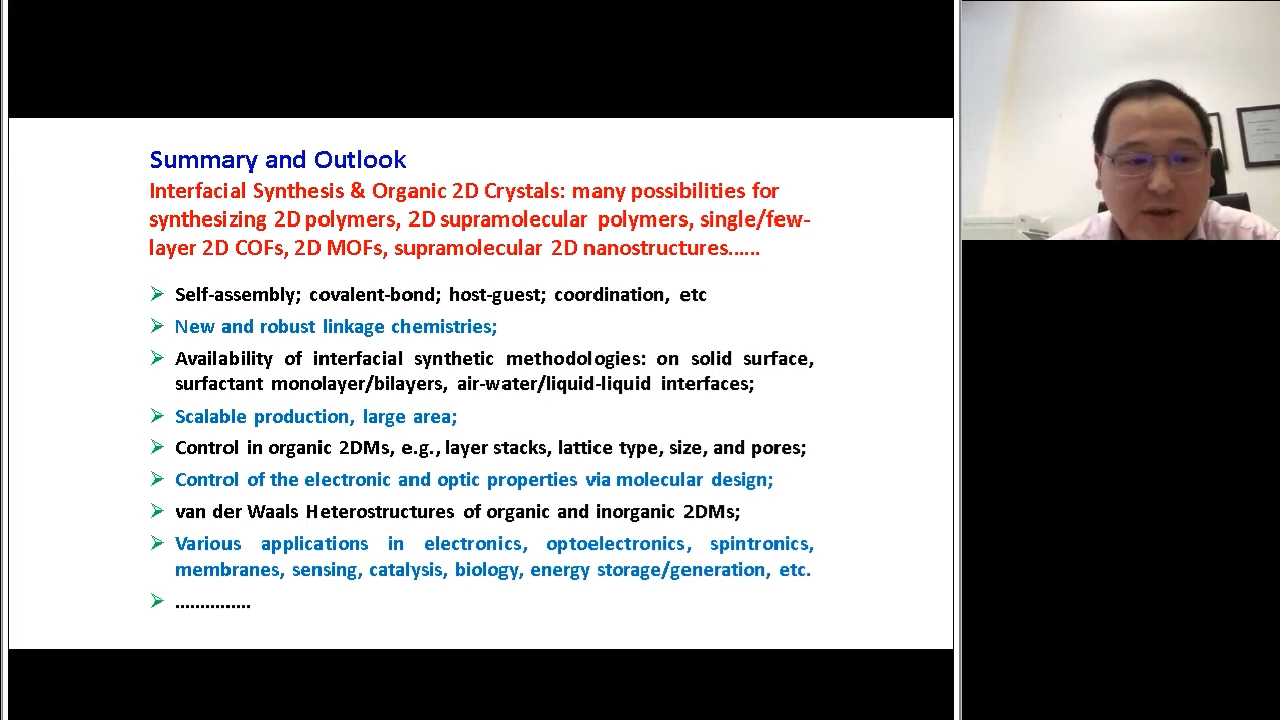 Summary and Outlook
Interfacial Synthesis & Organic 2D Crystals: many possibilities for
synthesizing 2D polymers, 2D supramolecular polymers, single/few-
layer 2D COFs, 2D MOFs, supramolecular 2D nanostructures......
Self-assembly; covalent-bond; host-guest; coordination, etc
New and robust linkage chemistries;
Availability of interfacial synthetic methodologies: on solid surface,
surfactant monolayer/bilayers, air-water/liquid-liquid interfaces;
Scalable production, large area;
Control in organic 2DMs, e.g., layer stacks, lattice type, size, and pores;
Control of the electronic and optic properties via molecular design;
van der Waals Heterostructures of organic and inorganic 2DMs;
Various applications in electronics, optoelectronics, spintronics,
membranes, sensing, catalysis, biology, energy storage/generation, etc.
...............